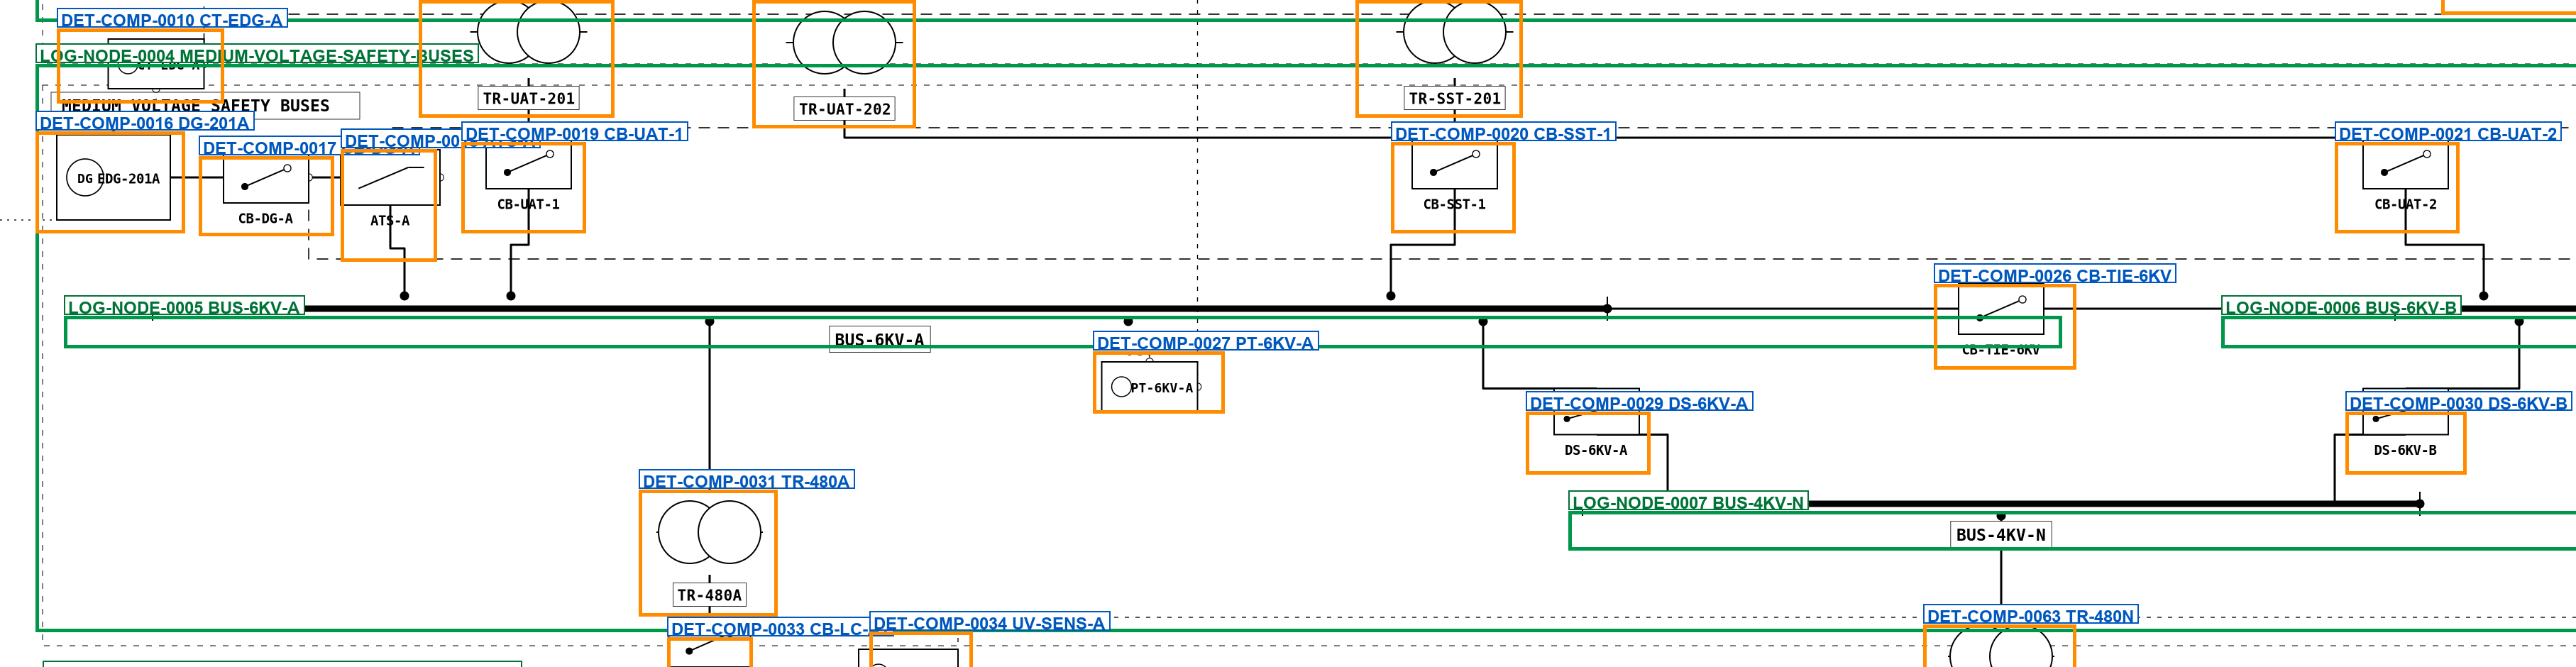 DET-COMP-0010 CT-EDG-A
LOG-NODE-0004 MEDIUM-VOLTAGE-SAFETY-BUSES
MEDIUM VOLTAGE SAFETY BUSES
TR-UAT-201
TR-UAT-202
TR-SST-201
DET-COMP-0016 DG-201A
DET-COMP-0017
DET-COMP-00
DET-COMP-0019 CB-UAT-1
DET-COMP-0020 CB-SST-1
DET-COMP-0021 CB-UAT-2
DG EDG-201A
CB-DG-A
ATS-A
CB-UAT-1
CB-SST-1
CB-UAT-2
DET-COMP-0026 CB-TIE-6KV
LOG-NODE-0005 BUS-6KV-A
LOG-NODE-0006 BUS-6KV-B
BUS-6KV-A
DET-COMP-0027 PT-6KV-A
CB-TIE-6KV
PT-6KV-A
DET-COMP-0029 DS-6KV-A
DET-COMP-0030 DS-6KV-B
DS-6KV-A
DS-6KV-B
DET-COMP-0031 TR-480A
LOG-NODE-0007 BUS-4KV-N
BUS-4KV-N
TR-480A
DET-COMP-0033 CB-LC-
DET-COMP-0034 UV-SENS-A
DET-COMP-0063 TR-480N